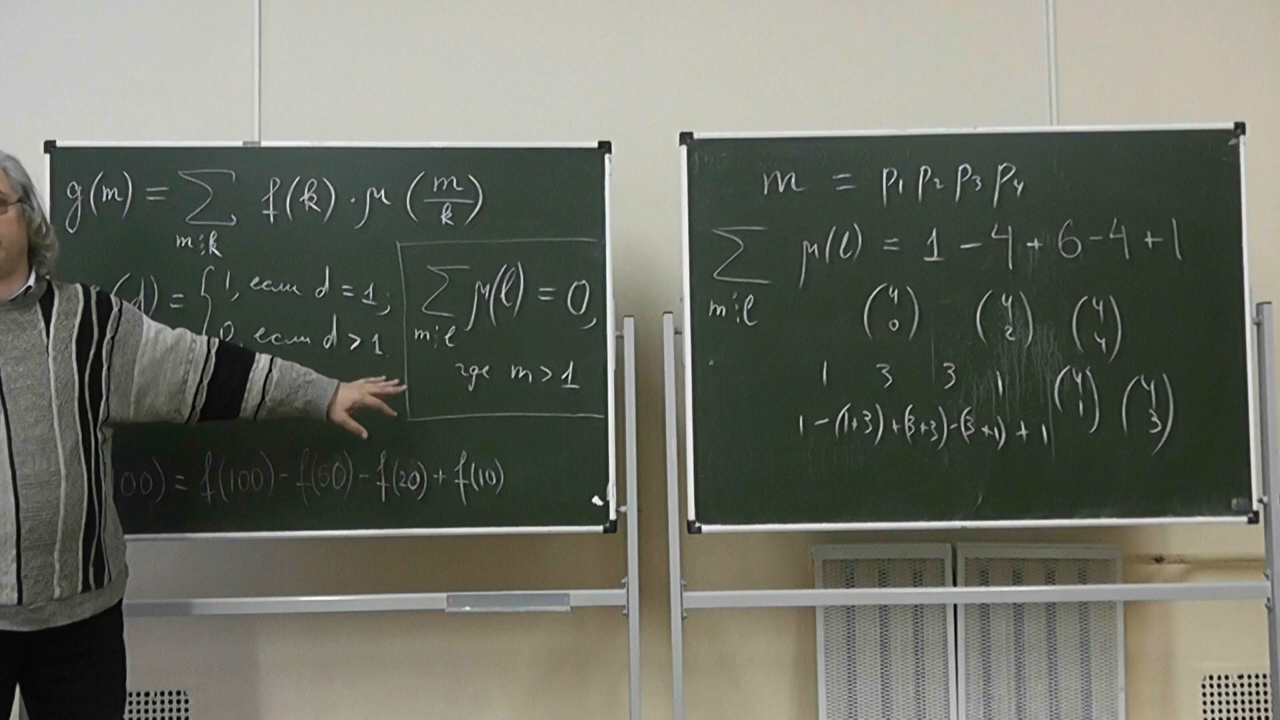 g(m) = ∑ f(k) · μ (m/k)
m⋮k
(d) = { 1, если d = 1;
0, если d > 1
∑ μ(l) = 0,
m⋮l
где m > 1
00) = f(100) - f(50) - f(20) + f(10)
m = p₁ p₂ p₃ p₄
∑ μ(l) = 1 - 4 + 6 - 4 + 1
m⋮l
(4 0) (4 2) (4 4)
1 3 3 1 (4 1) (4 3)
1 - (1+3) + (3+3) - (3+1) + 1